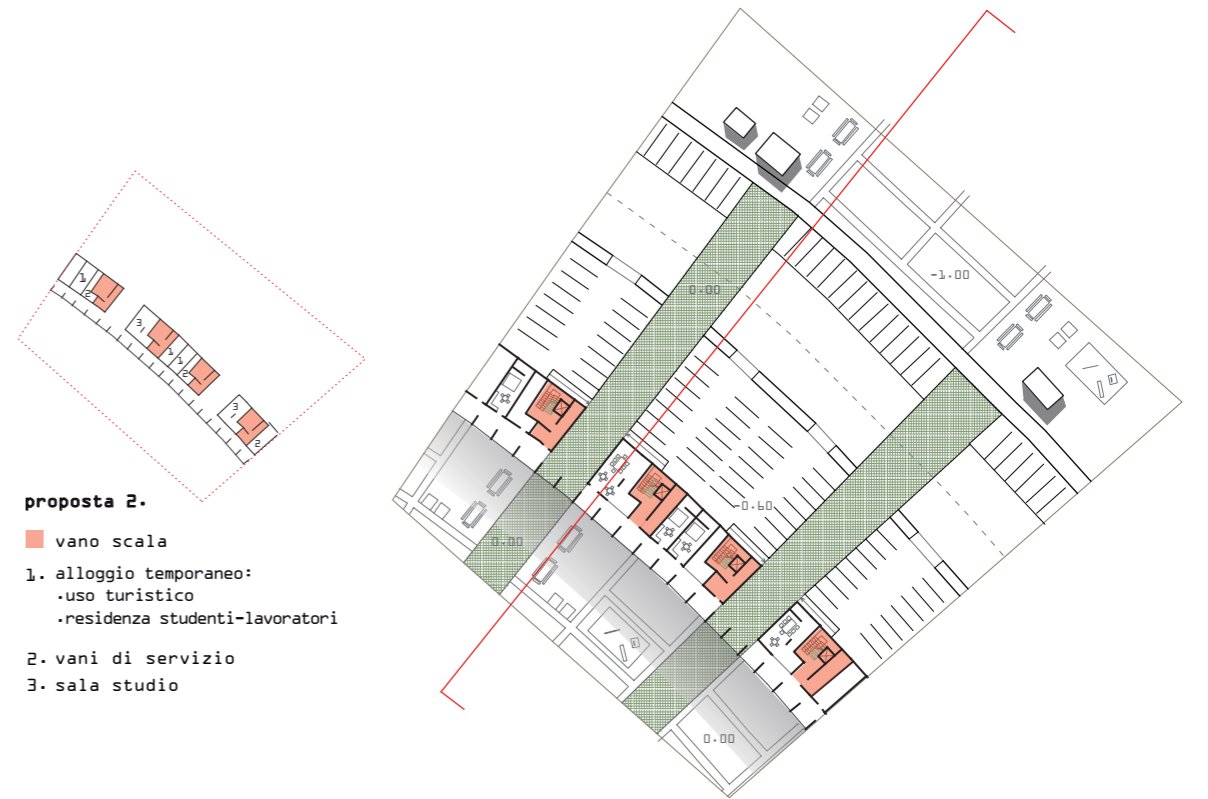 -1.00
0.00
1
2
3
1
1
2
3
2
proposta 2.
-0.60
vano scala
0.00
1. alloggio temporaneo:
.uso turistico
.residenza studenti-lavoratori
2. vani di servizio
3. sala studio
0.00